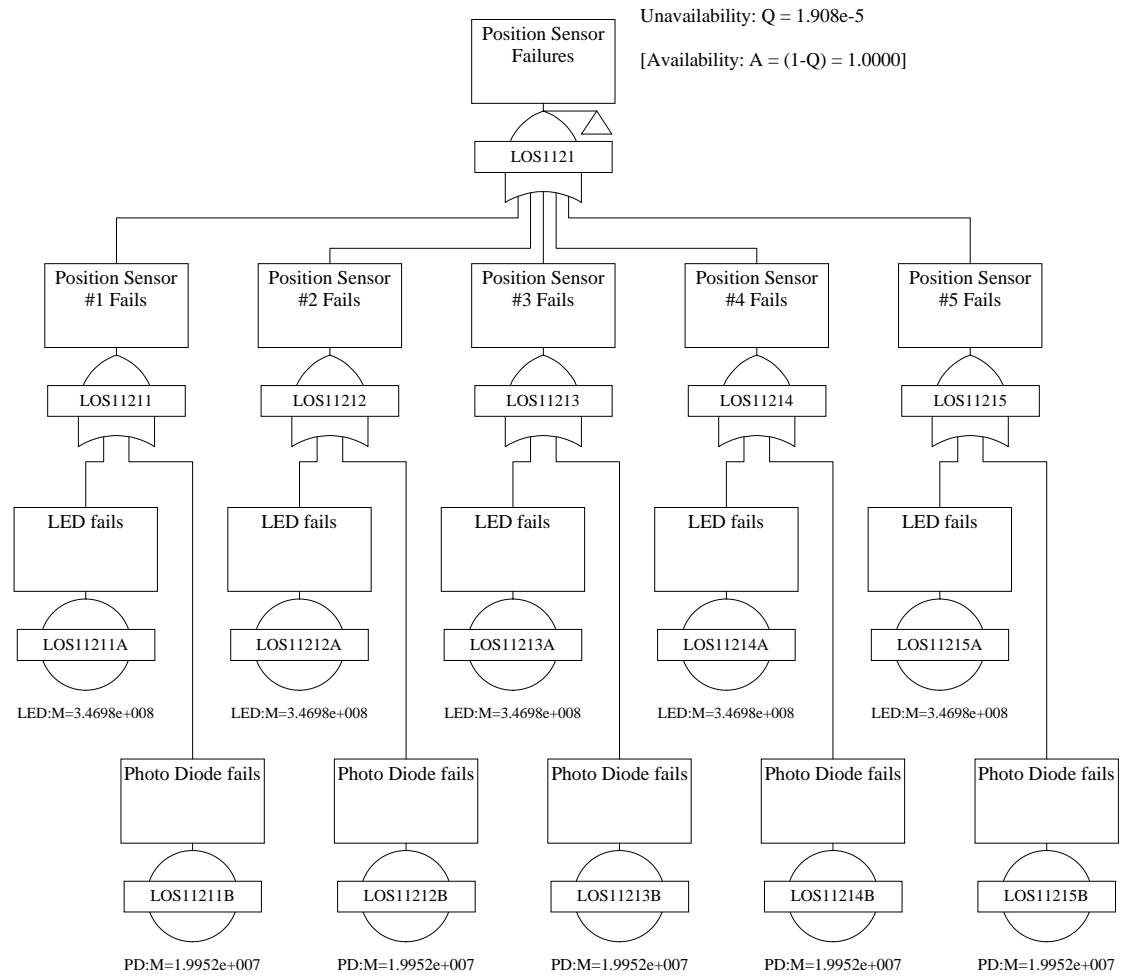 Unavailability: Q = 1.908e-5
Position Sensor
Failures
[Availability: A = (1-Q) = 1.0000]
LOS1121
Position Sensor
#1 Fails
Position Sensor
#2 Fails
Position Sensor
#3 Fails
Position Sensor
#4 Fails
Position Sensor
#5 Fails
LOS11211
LOS11212
LOS11213
LOS11214
LOS11215
LED fails
LED fails
LED fails
LED fails
LED fails
LOS11211A
LOS11212A
LOS11213A
LOS11214A
LOS11215A
LED:M=3.4698e+008
LED:M=3.4698e+008
LED:M=3.4698e+008
LED:M=3.4698e+008
LED:M=3.4698e+008
Photo Diode fails
Photo Diode fails
Photo Diode fails
Photo Diode fails
Photo Diode fails
LOS11211B
LOS11212B
LOS11213B
LOS11214B
LOS11215B
PD:M=1.9952e+007
PD:M=1.9952e+007
PD:M=1.9952e+007
PD:M=1.9952e+007
PD:M=1.9952e+007